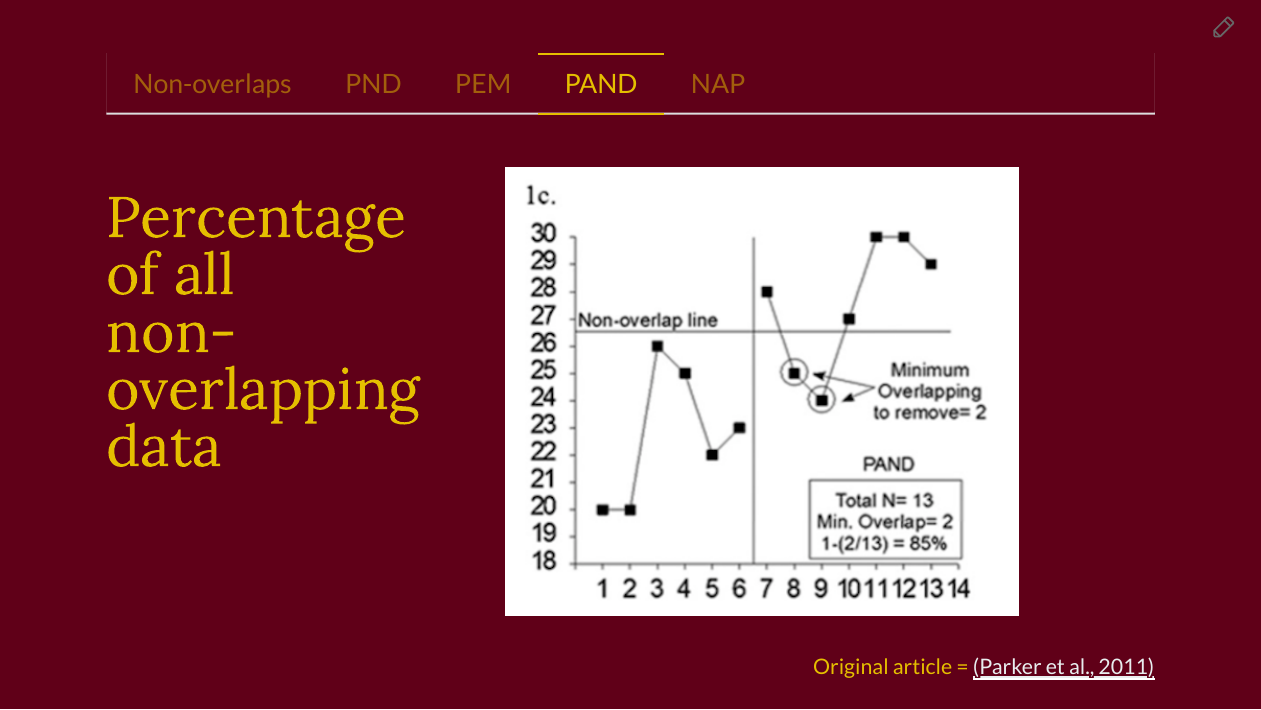 Non-overlaps PND PEM PAND NAP
Percentage
of all
non-
overlapping
data
1c.
30
29
28
27
Non-overlap line
26
25
24
23
22
21
20
19
18
Minimum
Overlapping
to remove= 2
PAND
Total N= 13
Min. Overlap= 2
1-(2/13) = 85%
1 2 3 4 5 6 7 8 9 10 11 12 13 14
Original article = (Parker et al., 2011)